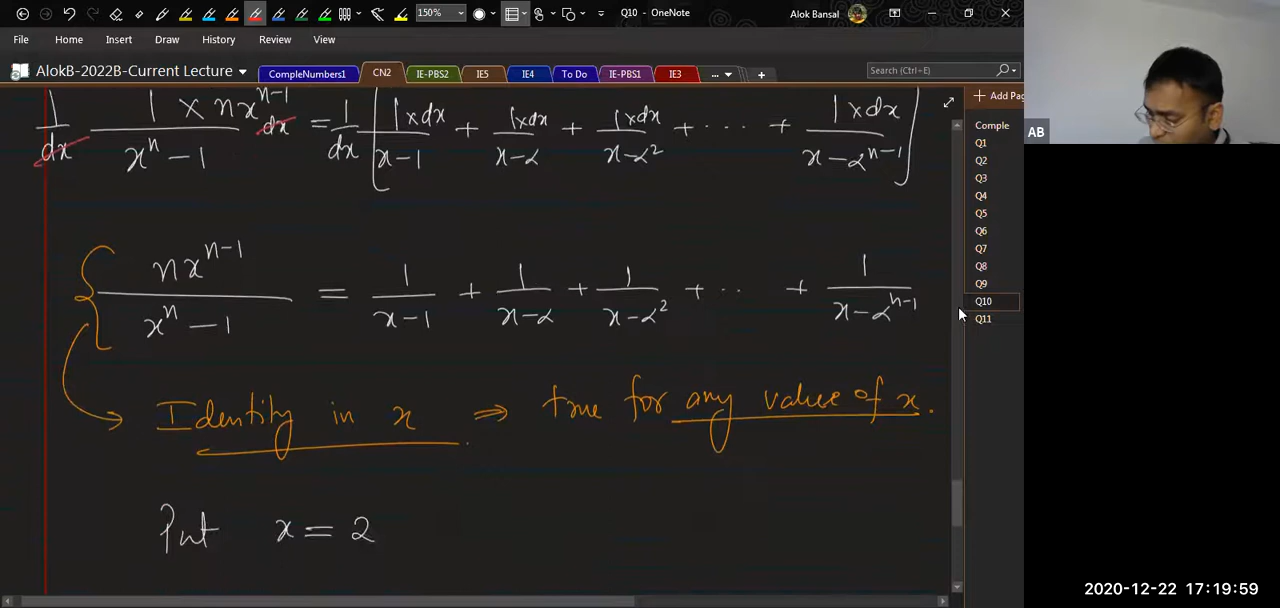 150% Q10 - OneNote Alok Bansal
File Home Insert Draw History Review View
AlokB-2022B-Current Lecture CompleNumbers1 CN2 IE-PBS2 IE5 IE4 To Do IE-PBS1 IE3 ... + Search (Ctrl+E)
+ Add Pag
Comple
Q1
Q2
Q3
Q4
Q5
Q6
Q7
Q8
Q9
Q10
Q11
AB
1/dx 1 × nx^(n-1) dx/(x^n - 1) = 1/dx [1×dx/(x-1) + 1×dx/(x-α) + 1×dx/(x-α²) + ... + 1×dx/(x-α^(n-1))]
nx^(n-1)/(x^n - 1) = 1/(x-1) + 1/(x-α) + 1/(x-α²) + ... + 1/(x-α^(n-1))
Identity in x ⇒ true for any value of x.
Put x = 2
2020-12-22 17:19:59